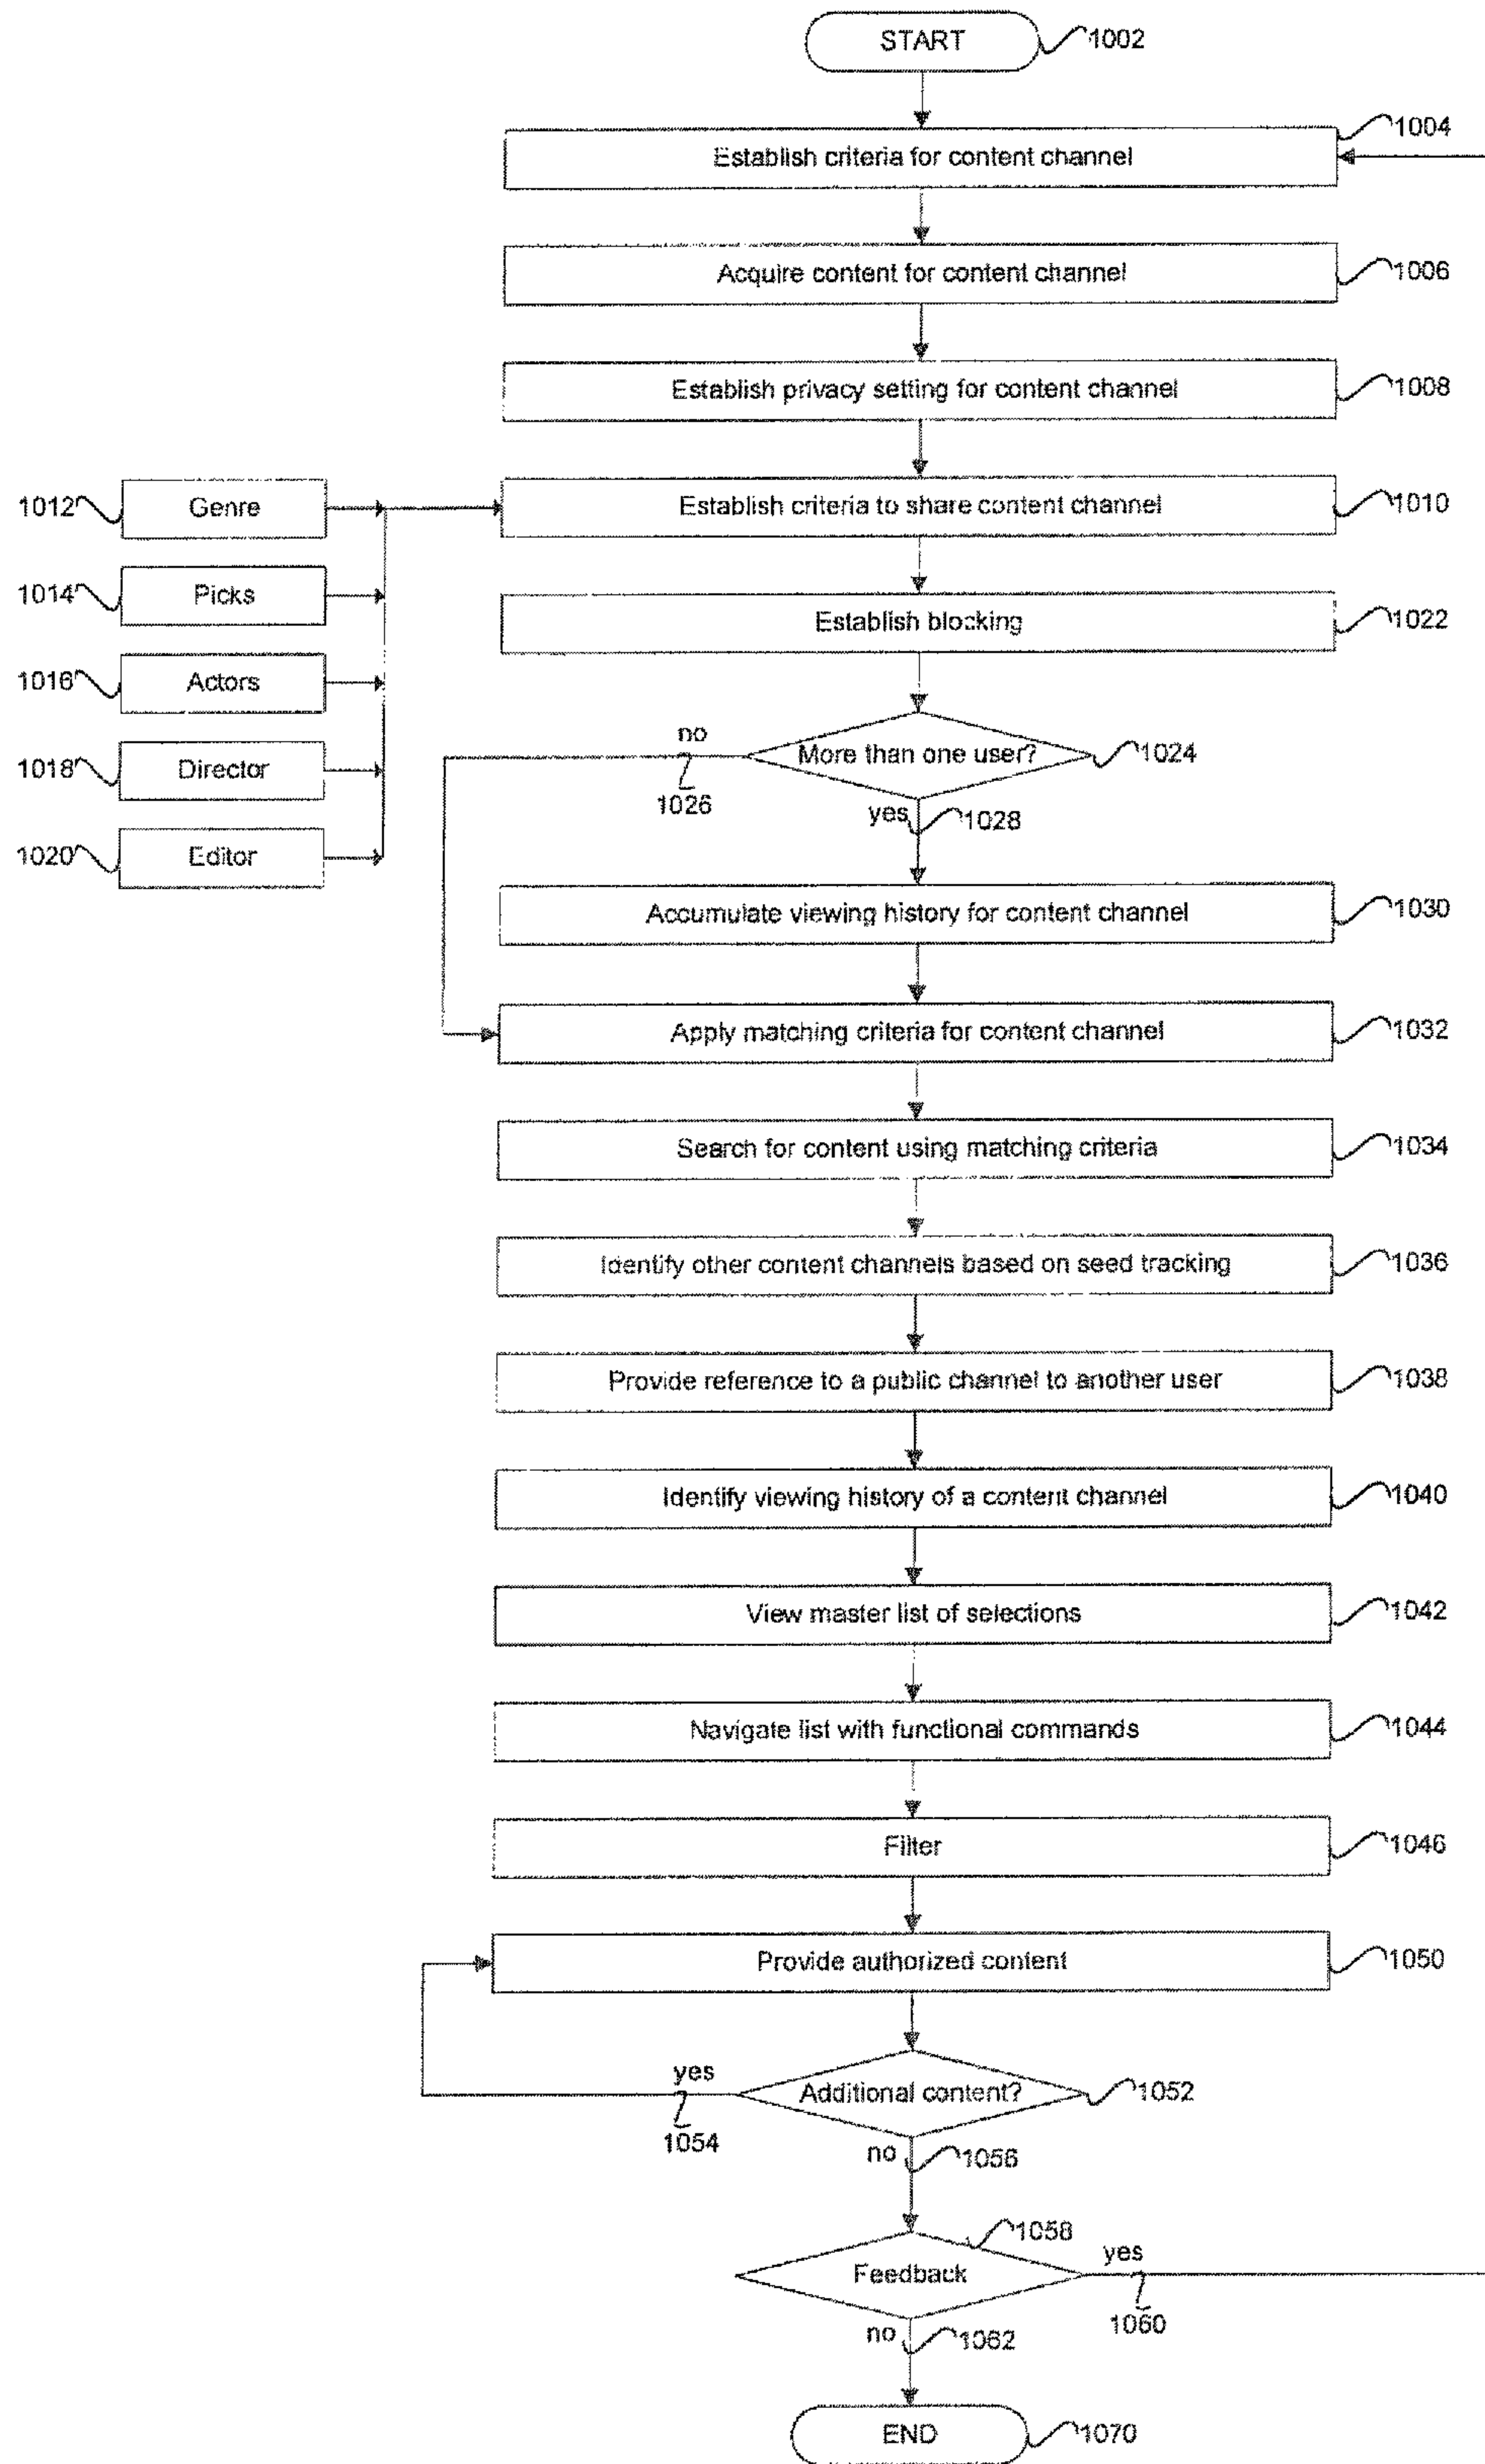 START
1002
1004
Establish criteria for content channel
Acquire content for content channel
1006
Establish privacy setting for content channel
1008
1012
Genre
Establish criteria to share content channel
1010
1014
Picks
Establish blocking
1022
1016
Actors
no
More than one user?
1024
1018
Director
1026
yes
1028
1020
Editor
Accumulate viewing history for content channel
1030
Apply matching criteria for content channel
1032
Search for content using matching criteria
1034
Identify other content channels based on seed tracking
1036
Provide reference to a public channel to another user
1038
Identify viewing history of a content channel
1040
View master list of selections
1042
Navigate list with functional commands
1044
Filter
1046
Provide authorized content
1050
yes
Additional content?
1052
1054
no
1056
1058
Feedback
yes
1060
no
1062
END
1070